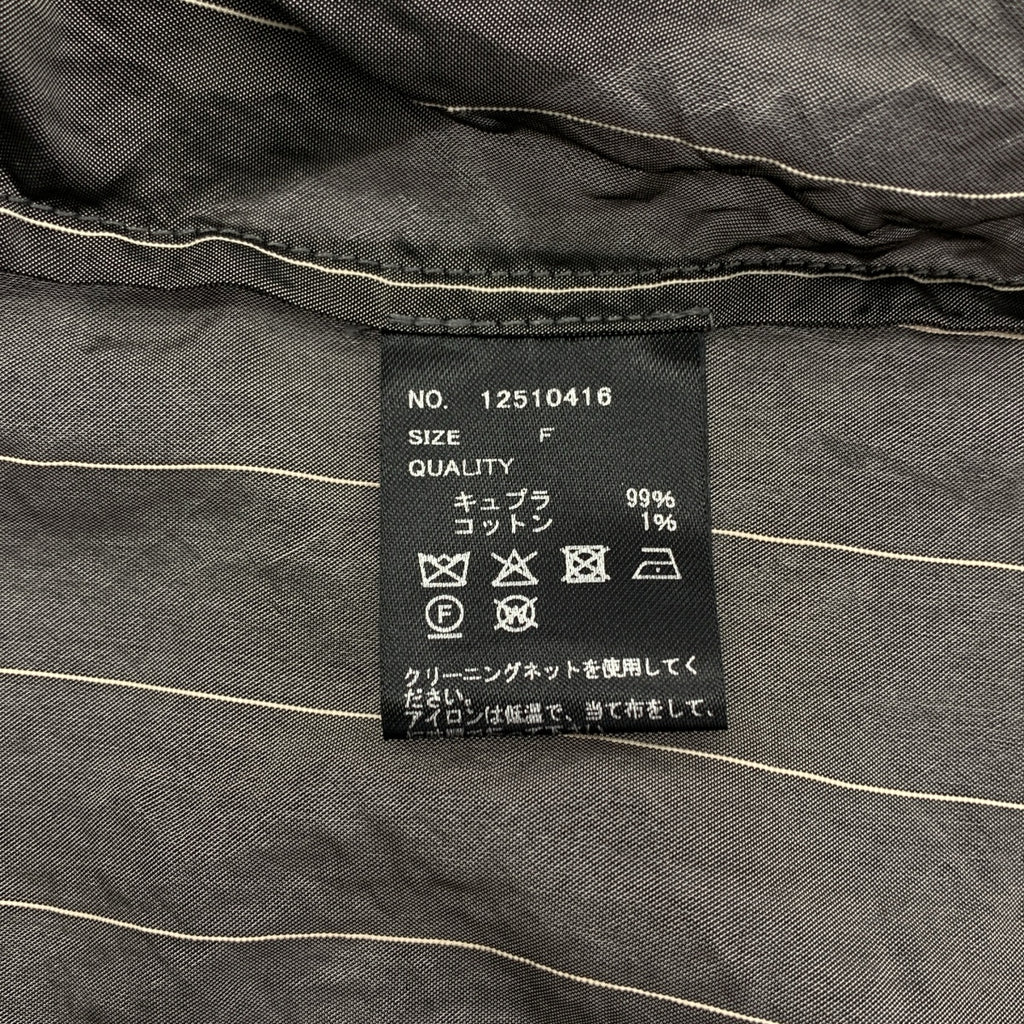 NO. 12510416
SIZE F
QUALITY
キュプラ 99%
コットン 1%
F W
クリーニングネットを使用してく
ださい。
アイロンは低温で、当て布をして、